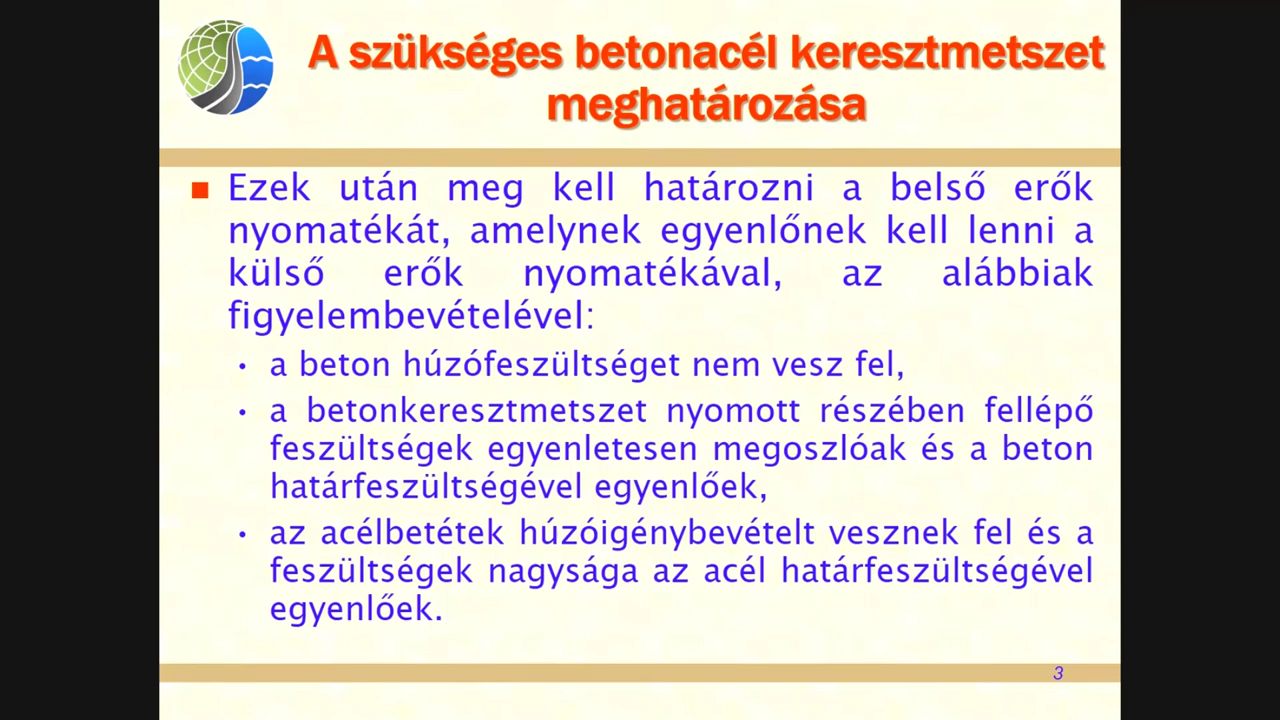 A szükséges betonacél keresztmetszet
meghatározása
Ezek után meg kell határozni a belső erők
nyomatékát, amelynek egyenlőnek kell lenni a
külső erők nyomatékával, az alábbiak
figyelembevételével:
• a beton húzófeszültséget nem vesz fel,
• a betonkeresztmetszet nyomott részében fellépő
feszültségek egyenletesen megoszlóak és a beton
határfeszültségével egyenlőek,
• az acélbetétek húzóigénybevételt vesznek fel és a
feszültségek nagysága az acél határfeszültségével
egyenlőek.
3